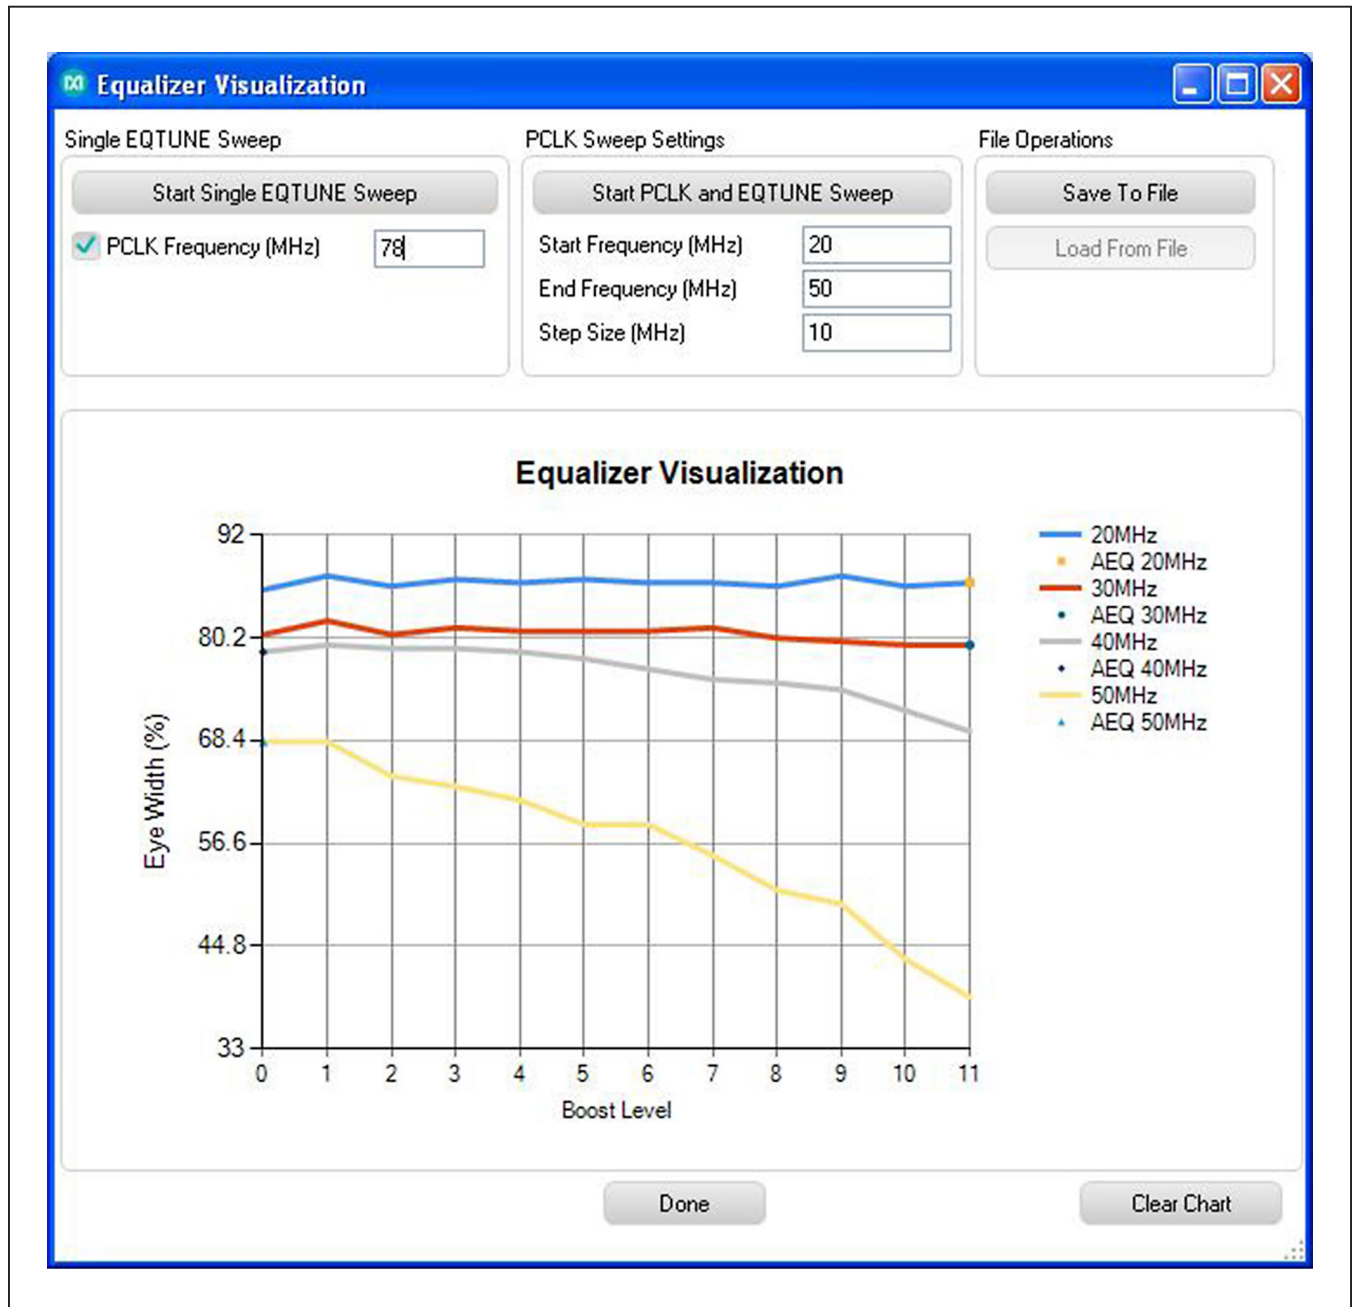 Equalizer Visualization
Single EQTUNE Sweep
Start Single EQTUNE Sweep
PCLK Frequency (MHz) 78
PCLK Sweep Settings
Start PCLK and EQTUNE Sweep
Start Frequency (MHz) 20
End Frequency (MHz) 50
Step Size (MHz) 10
File Operations
Save To File
Load From File
Equalizer Visualization
92
80.2
68.4
56.6
44.8
33
Eye Width (%)
0 1 2 3 4 5 6 7 8 9 10 11
Boost Level
20MHz
AEQ 20MHz
30MHz
AEQ 30MHz
40MHz
AEQ 40MHz
50MHz
AEQ 50MHz
Done
Clear Chart